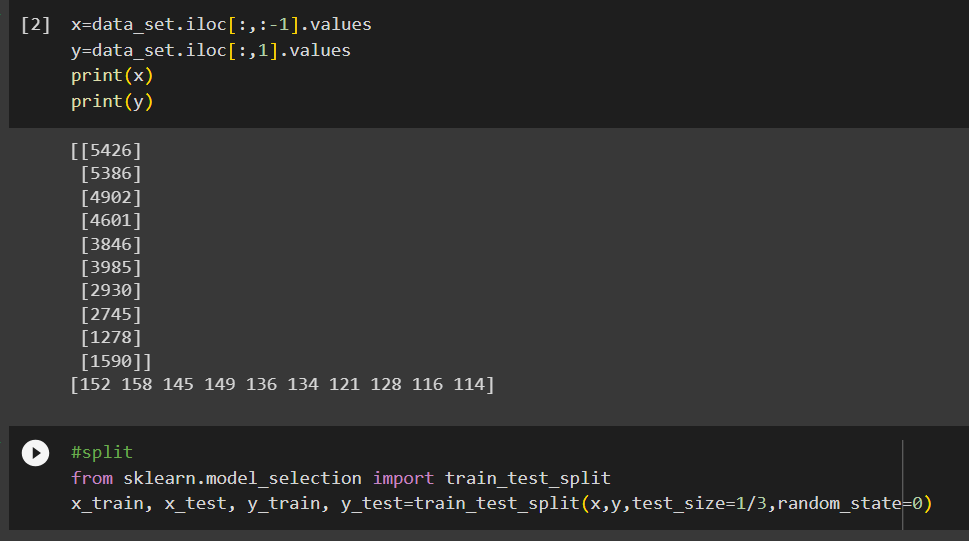 [2] x=data_set.iloc[:,:-1].values
y=data_set.iloc[:,1].values
print(x)
print(y)
[[5426]
[5386]
[4902]
[4601]
[3846]
[3985]
[2930]
[2745]
[1278]
[1590]]
[152 158 145 149 136 134 121 128 116 114]
#split
from sklearn.model_selection import train_test_split
x_train, x_test, y_train, y_test=train_test_split(x,y,test_size=1/3,random_state=0)